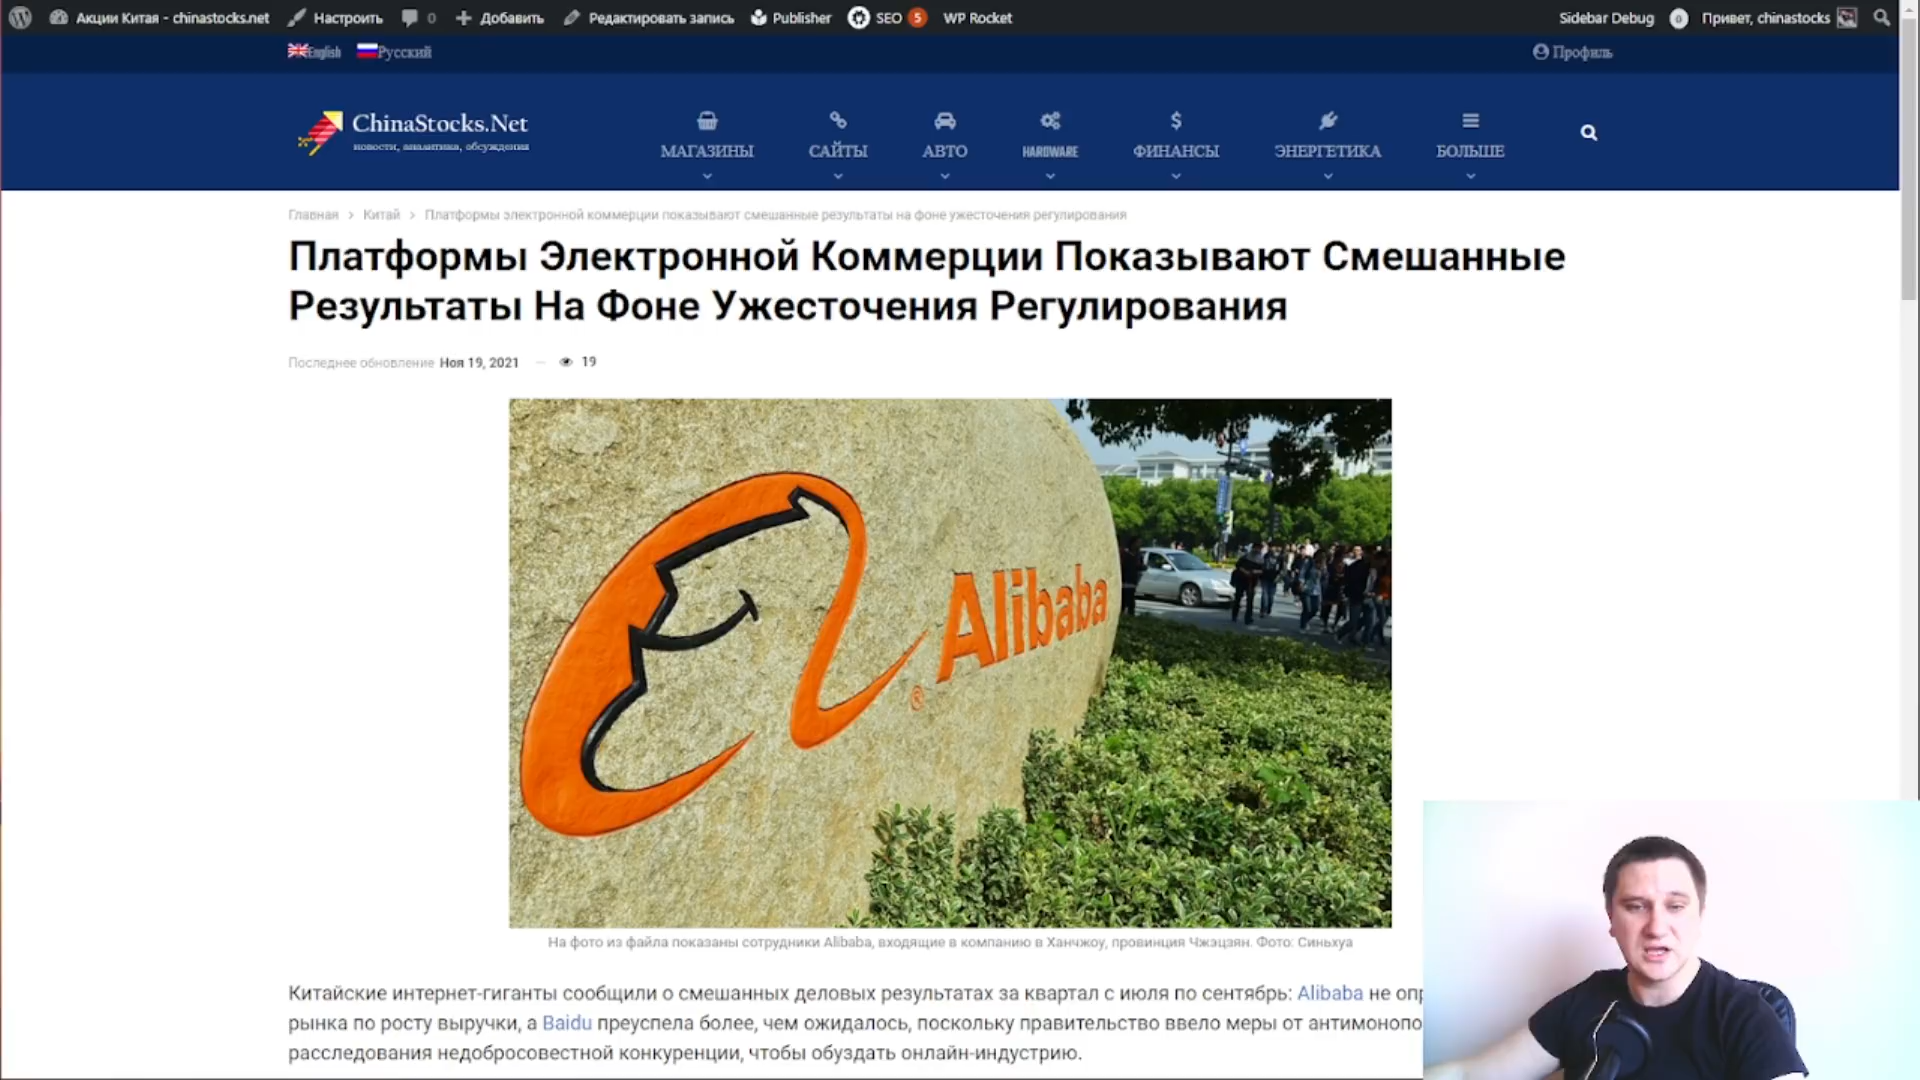 Акции Китая - chinastocks.net
Настроить
0
Добавить
Редактировать запись
Publisher
SEO 5
WP Rocket
Sidebar Debug
0
Привет, chinastocks
English
Русский
Профиль
ChinaStocks.Net
новости, аналитика, обсуждения
МАГАЗИНЫ
САЙТЫ
АВТО
HARDWARE
ФИНАНСЫ
ЭНЕРГЕТИКА
БОЛЬШЕ
Главная > Китай > Платформы электронной коммерции показывают смешанные результаты на фоне ужесточения регулирования
Платформы Электронной Коммерции Показывают Смешанные
Результаты На Фоне Ужесточения Регулирования
Последнее обновление Ноя 19, 2021 — 19
Alibaba
®
На фото из файла показаны сотрудники Alibaba, входящие в компанию в Ханчжоу, провинция Чжэцзян. Фото: Синьхуа
Китайские интернет-гиганты сообщили о смешанных деловых результатах за квартал с июля по сентябрь: Alibaba не опр
рынка по росту выручки, а Baidu преуспела более, чем ожидалось, поскольку правительство ввело меры от антимонопо
расследования недобросовестной конкуренции, чтобы обуздать онлайн-индустрию.